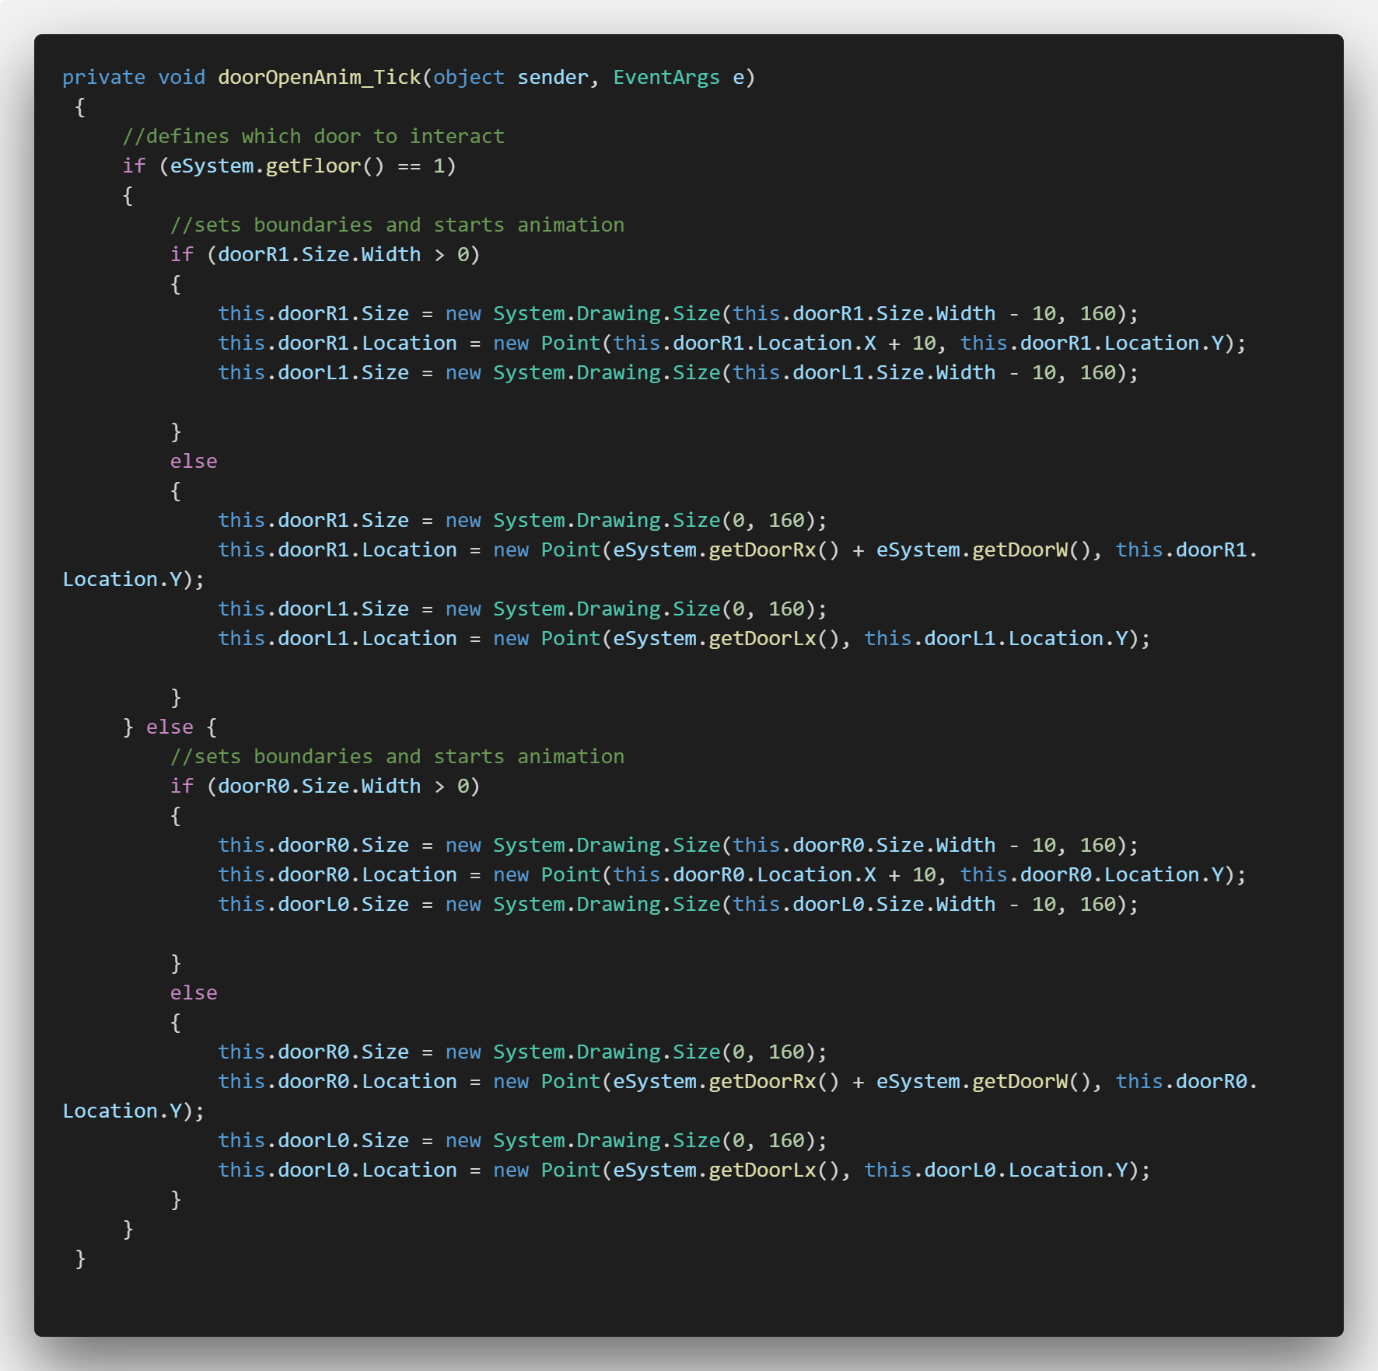 private void doorOpenAnim_Tick(object sender, EventArgs e)
 {
     //defines which door to interact
     if (eSystem.getFloor() == 1)
     {
         //sets boundaries and starts animation
         if (doorR1.Size.Width > 0)
         {
             this.doorR1.Size = new System.Drawing.Size(this.doorR1.Size.Width - 10, 160);
             this.doorR1.Location = new Point(this.doorR1.Location.X + 10, this.doorR1.Location.Y);
             this.doorL1.Size = new System.Drawing.Size(this.doorL1.Size.Width - 10, 160);

         }
         else
         {
             this.doorR1.Size = new System.Drawing.Size(0, 160);
             this.doorR1.Location = new Point(eSystem.getDoorRx() + eSystem.getDoorW(), this.doorR1.
Location.Y);
             this.doorL1.Size = new System.Drawing.Size(0, 160);
             this.doorL1.Location = new Point(eSystem.getDoorLx(), this.doorL1.Location.Y);

         }
     } else {
         //sets boundaries and starts animation
         if (doorR0.Size.Width > 0)
         {
             this.doorR0.Size = new System.Drawing.Size(this.doorR0.Size.Width - 10, 160);
             this.doorR0.Location = new Point(this.doorR0.Location.X + 10, this.doorR0.Location.Y);
             this.doorL0.Size = new System.Drawing.Size(this.doorL0.Size.Width - 10, 160);

         }
         else
         {
             this.doorR0.Size = new System.Drawing.Size(0, 160);
             this.doorR0.Location = new Point(eSystem.getDoorRx() + eSystem.getDoorW(), this.doorR0.
Location.Y);
             this.doorL0.Size = new System.Drawing.Size(0, 160);
             this.doorL0.Location = new Point(eSystem.getDoorLx(), this.doorL0.Location.Y);
         }
     }
 }